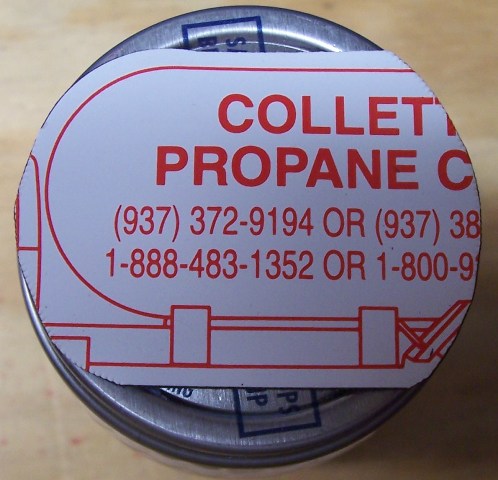 COLLETT
PROPANE C
(937) 372-9194 OR (937) 38
1-888-483-1352 OR 1-800-9